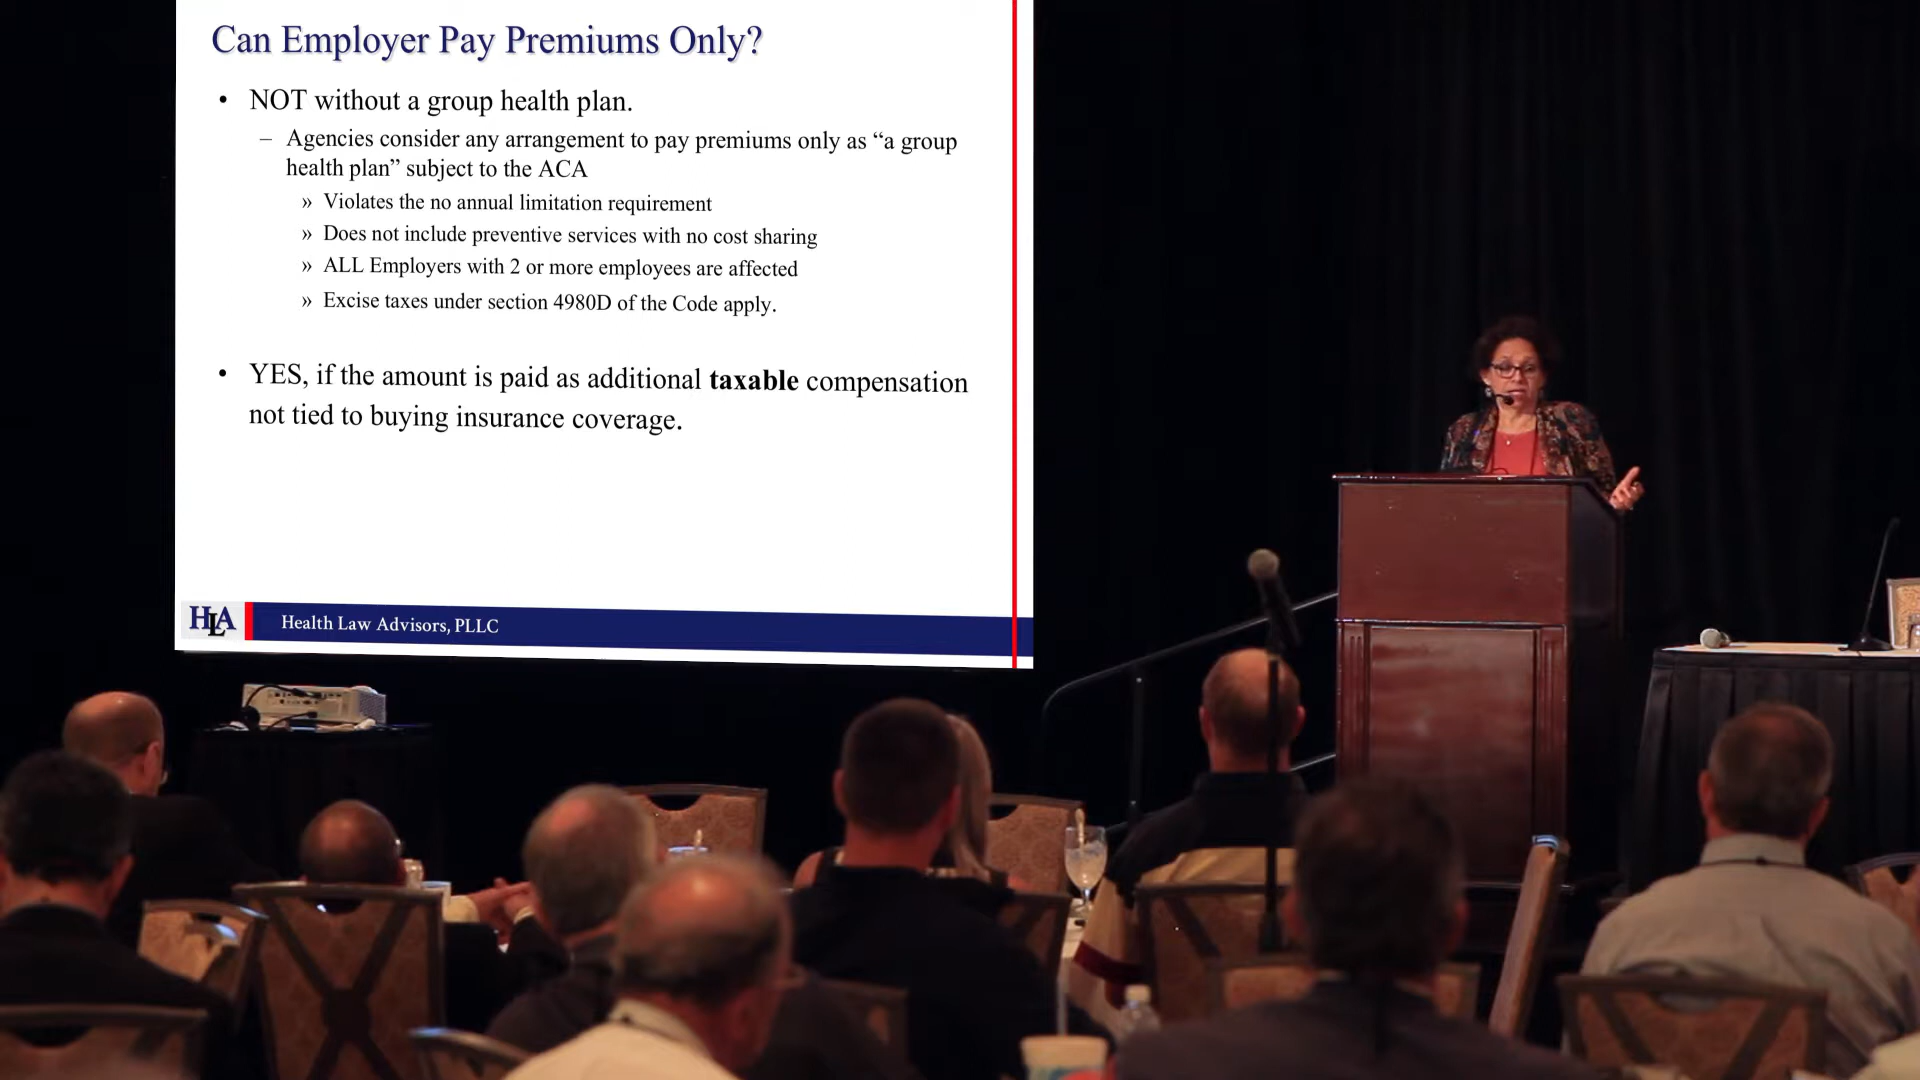 Can Employer Pay Premiums Only?
• NOT without a group health plan.
– Agencies consider any arrangement to pay premiums only as “a group
health plan” subject to the ACA
» Violates the no annual limitation requirement
» Does not include preventive services with no cost sharing
» ALL Employers with 2 or more employees are affected
» Excise taxes under section 4980D of the Code apply.
• YES, if the amount is paid as additional taxable compensation
not tied to buying insurance coverage.
HLA
Health Law Advisors, PLLC